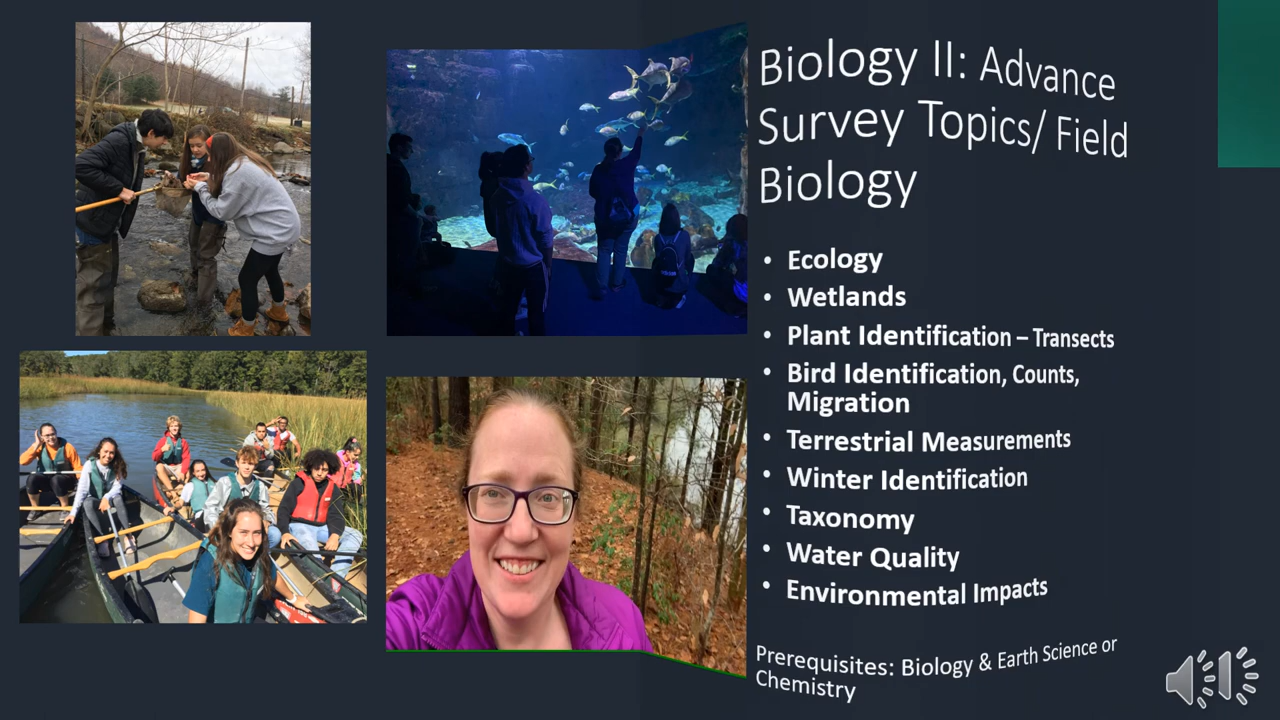 Biology II: Advance
Survey Topics/ Field
Biology
• Ecology
• Wetlands
• Plant Identification – Transects
• Bird Identification, Counts,
Migration
• Terrestrial Measurements
• Winter Identification
• Taxonomy
• Water Quality
• Environmental Impacts
Prerequisites: Biology & Earth Science or
Chemistry